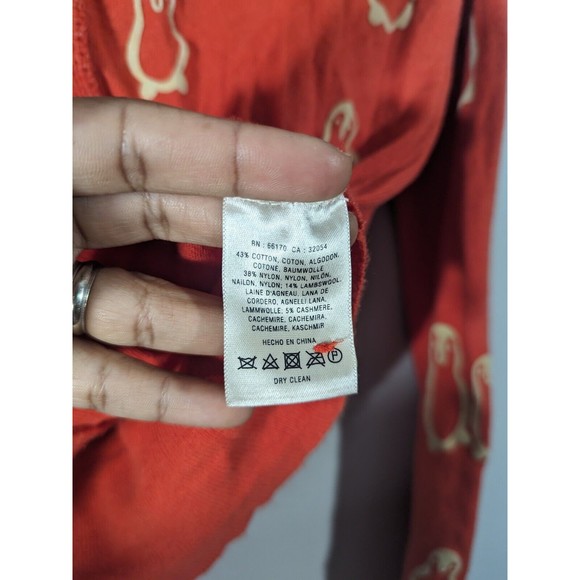 RN : 66170 CA : 32054
43% COTTON, COTON, ALGODON,
COTONE, BAUMWOLLE
38% NYLON, NYLON, NILON,
NAILON, NYLON; 14% LAMBSWOOL,
LAINE D'AGNEAU, LANA DE
CORDERO, AGNELLI LANA,
LAMMWOLLE; 5% CASHMERE,
CACHEMIRE, CACHEMIRA,
CACHEMIRE, KASCHMIR
HECHO EN CHINA
P
DRY CLEAN